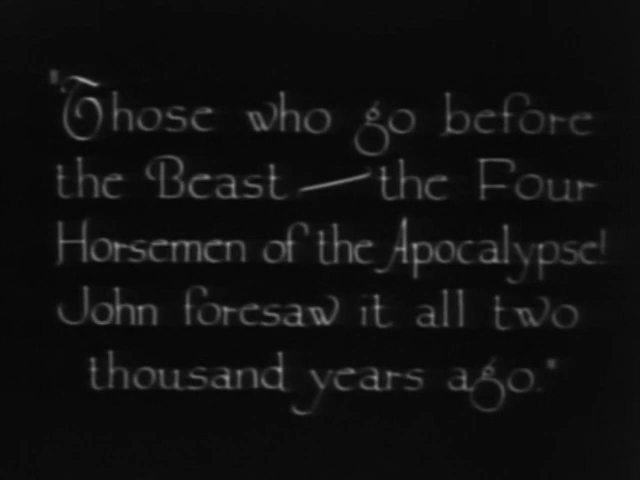 "Those who go before
the Beast — the Four
Horsemen of the Apocalypse!
John foresaw it all two
thousand years ago."